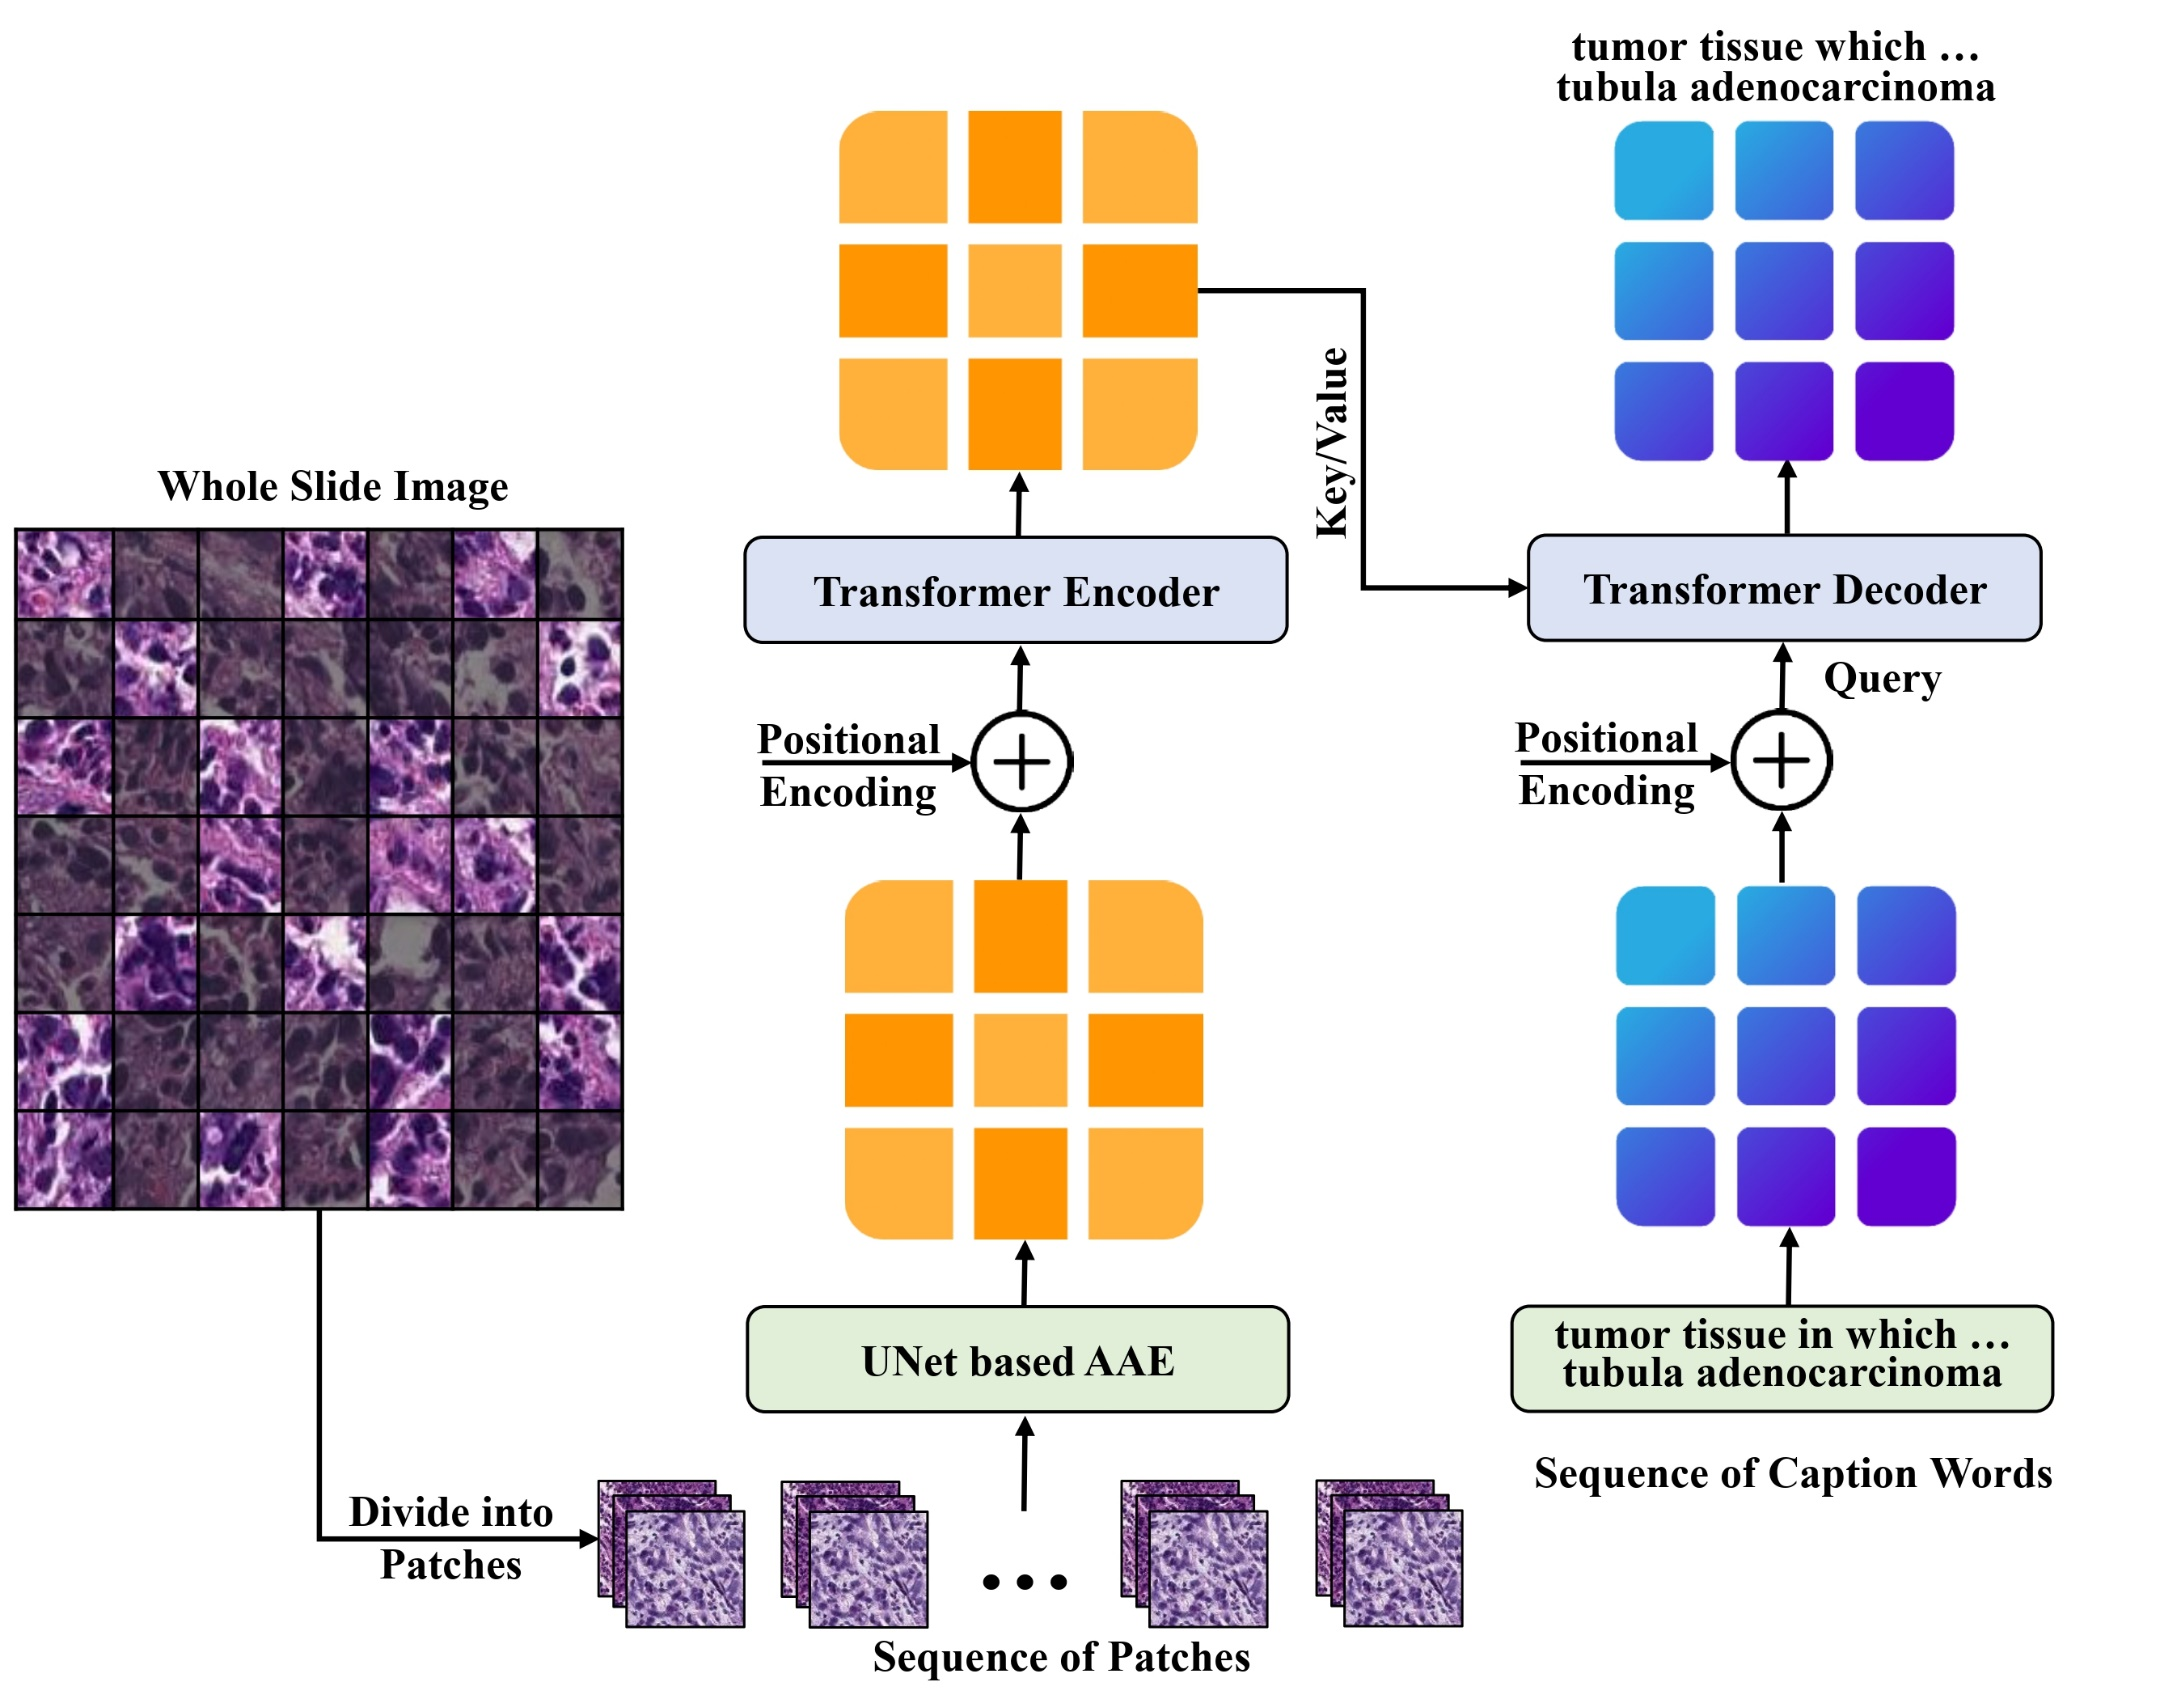 tumor tissue which …
tubula adenocarcinoma
Whole Slide Image
Key/Value
Transformer Encoder
Transformer Decoder
Query
Positional
Encoding
Positional
Encoding
UNet based AAE
tumor tissue in which …
tubula adenocarcinoma
Sequence of Caption Words
Divide into
Patches
Sequence of Patches